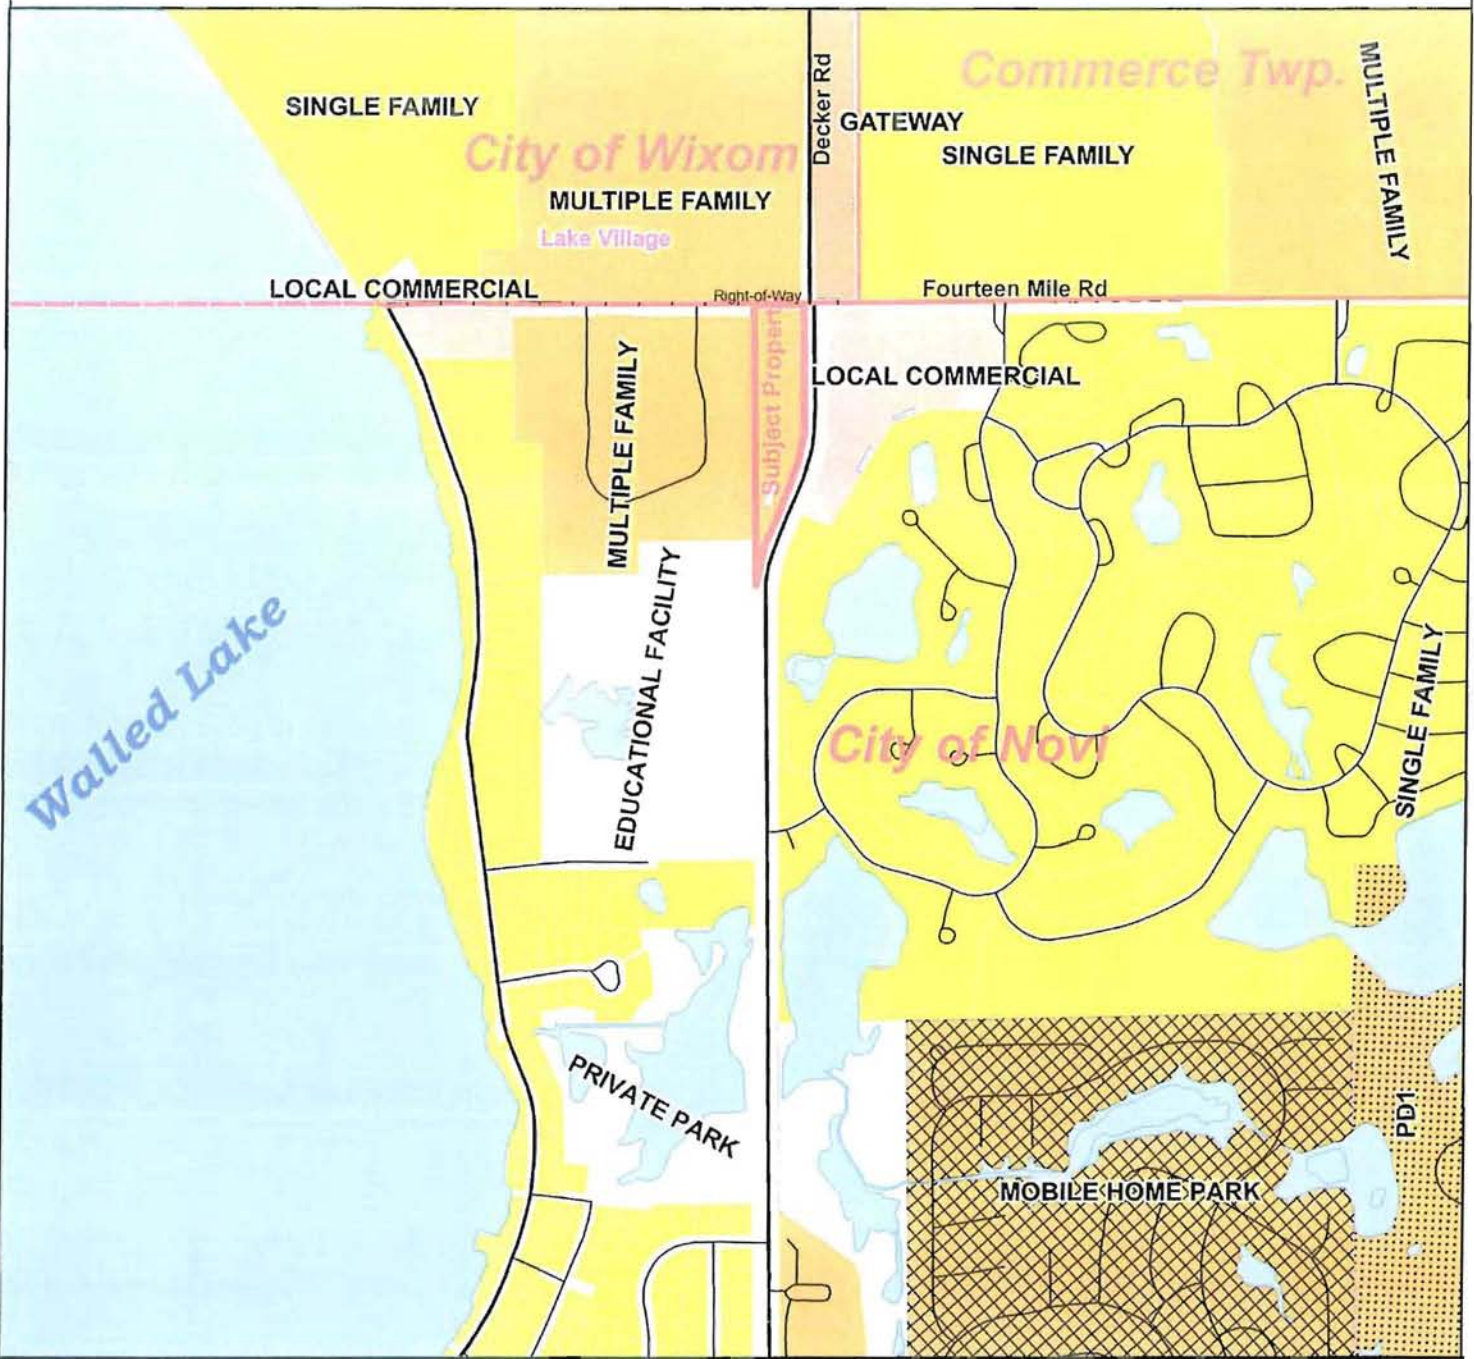 Commerce Twp.
MULTIPLE FAMILY
SINGLE FAMILY
Decker Rd
GATEWAY
City of Wixom
SINGLE FAMILY
MULTIPLE FAMILY
Lake Village
LOCAL COMMERCIAL
Right-of-Way
Fourteen Mile Rd
Subject Propert
LOCAL COMMERCIAL
MULTIPLE FAMILY
EDUCATIONAL FACILITY
Walled Lake
City of Novi
SINGLE FAMILY
PRIVATE PARK
PD1
MOBILE HOME PARK